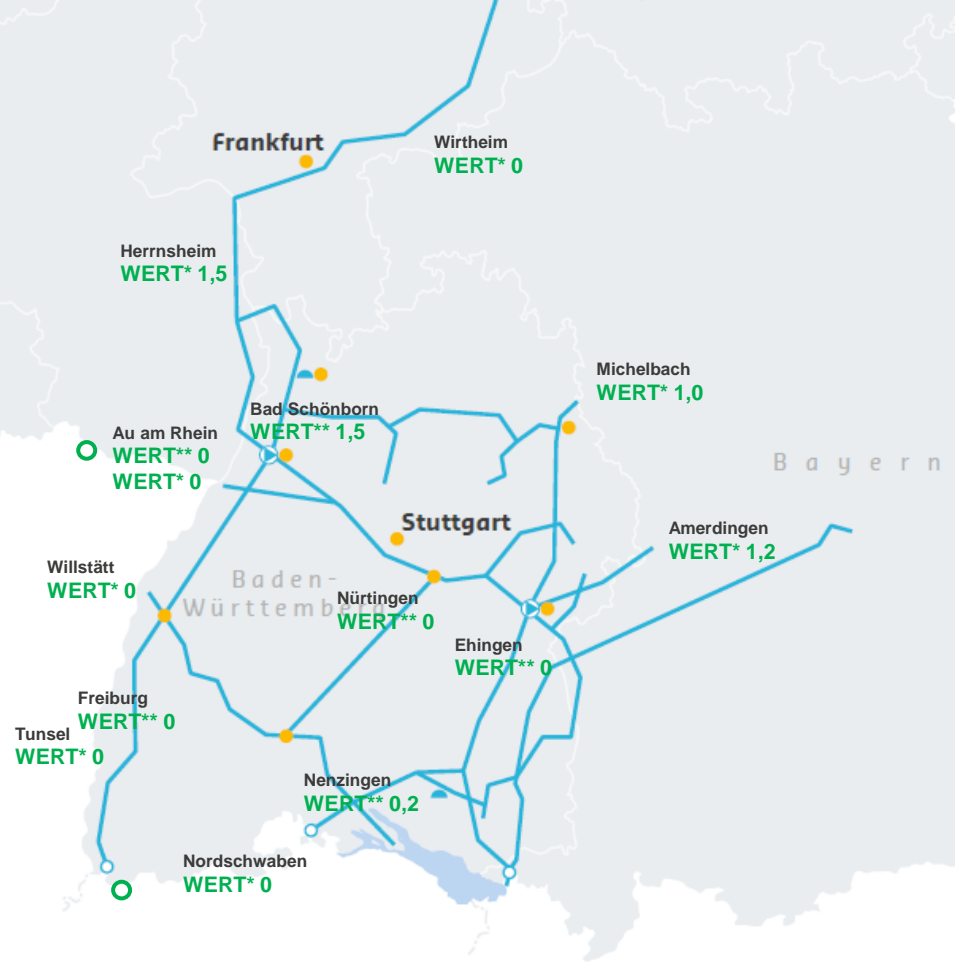 Frankfurt
Wirtheim
WERT* 0
Herrnsheim
WERT* 1,5
Michelbach
WERT* 1,0
Bad Schönborn
WERT** 1,5
Au am Rhein
WERT** 0
WERT* 0
Bayern
Stuttgart
Amerdingen
WERT* 1,2
Willstätt
WERT* 0
Baden-
Württemberg
Nürtingen
WERT** 0
Ehingen
WERT** 0
Freiburg
WERT** 0
Tunsel
WERT* 0
Nenzingen
WERT** 0,2
Nordschwaben
WERT* 0